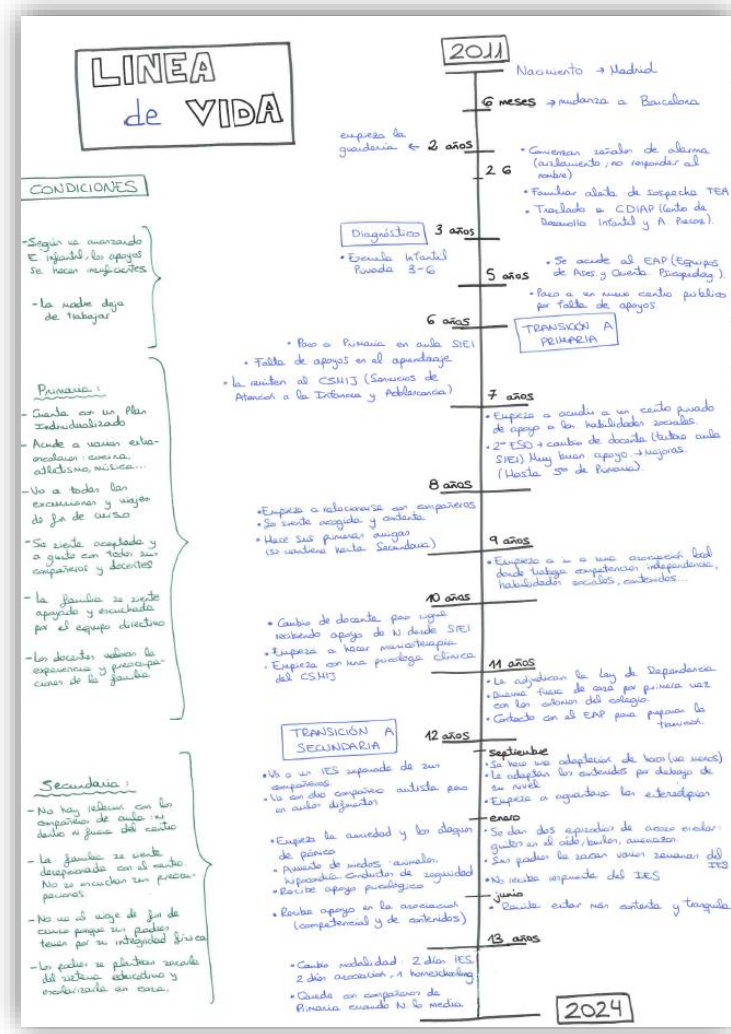 LINEA
de VIDA
2011
Nacimiento → Madrid
6 meses → mudanza a Barcelona
empieza la
guardería ← 2 años
2 6
• Comienzan señales de alarma
(aislamiento, no responder al
nombre)
• Familiar alerta de sospecha TEA
• Traslado a CDIAP (Centro de
Desarrollo Infantil y A. Precoz).
3 años
Diagnóstico
• Escuela Infantil
Privada 3-6
5 años
• Se acude al EAP (Equipos
de Ases. y Orienta. Psicopedag.).
• Paso a un nuevo centro público
por falta de apoyos
6 años
TRANSICIÓN A
PRIMARIA
• Paso a Primaria en aula SIEI
• Falta de apoyos en el aprendizaje
• La remiten al CSMIJ (Servicios de
Atención a la Infancia y Adolescencia)
7 años
• Empieza a acudir a un centro privado
de apoyo a las habilidades sociales.
• 2º ESO → cambio de docente (tutora aula
SIEI). Muy buen apoyo → mejoras.
(Hasta 5º de Primaria).
8 años
• Empieza a relacionarse con compañeros
• Se siente acogida y contenta
• Hace sus primeras amigas
(se mantiene hasta Secundaria)
9 años
• Empieza a ir a una asociación local
donde trabaja competencias independencia,
habilidades sociales, contenidos...
10 años
• Cambio de docente pero sigue
recibiendo apoyo de N. desde SIEI
• Empieza a hacer musicoterapia
• Empieza con una psicóloga clínica
del CSMIJ
11 años
• Le adjudican la Ley de Dependencia
• Duerme fuera de casa por primera vez
con las colonias del colegio.
• Contacto con el EAP para preparar la
12 años
TRANSICIÓN A
SECUNDARIA
• Va a un IES separada de sus
compañeros.
• Va con otro compañero autista pero
en aulas diferentes
septiembre
• Se hace una adaptación de horas (va menos)
• Le adaptan los contenidos por debajo de
su nivel
• Empieza a aguantarse las estereotipias
• Empieza la ansiedad y los ataques
de pánico
• Aumento de miedos: animales,
hipocondría. Conductas de seguridad
• Recibe apoyo psicológico
• Recibe apoyo en la asociación
(competencial y de contenidos)
enero
• Se dan dos episodios de acoso escolar:
gritos en el oído, burlas, amenazas.
• Sus padres la sacan varias semanas del
IES
• No reciben respuesta del IES
junio
• Refiere estar más contenta y tranquila
13 años
• Cambio modalidad: 2 días IES,
2 días asociación, 1 homeschooling
• Queda con compañeras de
Primaria cuando N. lo media
2024
CONDICIONES
- Según va avanzando
E. infantil, los apoyos
se hacen insuficientes
- La madre deja
de trabajar
Primaria:
- Cuenta con un Plan
Individualizado
- Acude a varias extra-
escolares: cocina,
atletismo, música...
- Va a todas las
excursiones y viajes
de fin de curso
- Se siente aceptada y
a gusto con todos sus
compañeros y docentes
- La familia se siente
apoyada y escuchada
por el equipo directivo
- Los docentes valoran la
experiencia y preocupa-
ciones de la familia
Secundaria:
- No hay relación con los
compañeros de aula: ni
dentro ni fuera del centro
- La familia se siente
decepcionada con el centro.
No se escuchan sus preocu-
paciones.
- No va al viaje de fin de
curso porque sus padres
temen por su integridad física
- Los padres se plantean sacarla
del sistema educativo y
escolarizarla en casa.